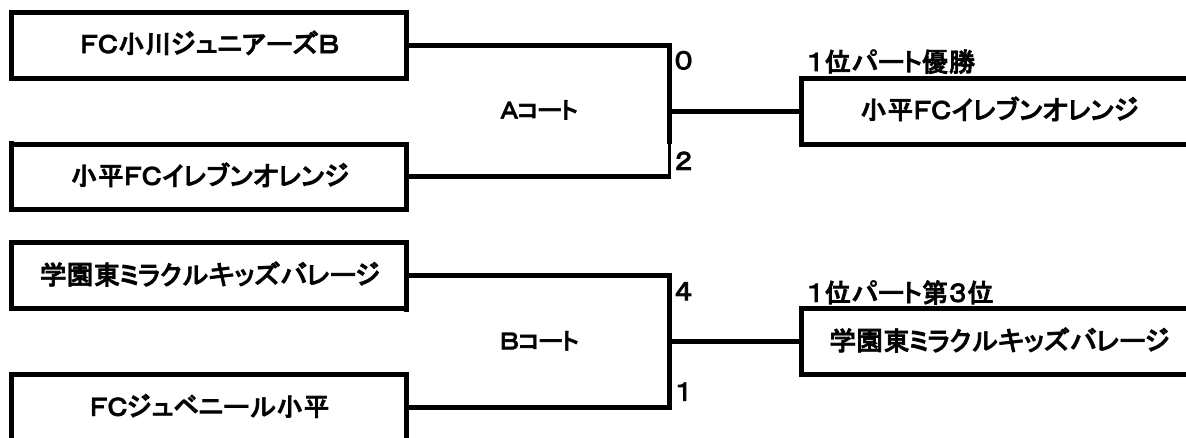 FC小川ジュニアーズB
0
1位パート優勝
Aコート
小平FCイレブンオレンジ
2
小平FCイレブンオレンジ
学園東ミラクルキッズバレージ
4
1位パート第3位
Bコート
学園東ミラクルキッズバレージ
1
FCジュベニール小平